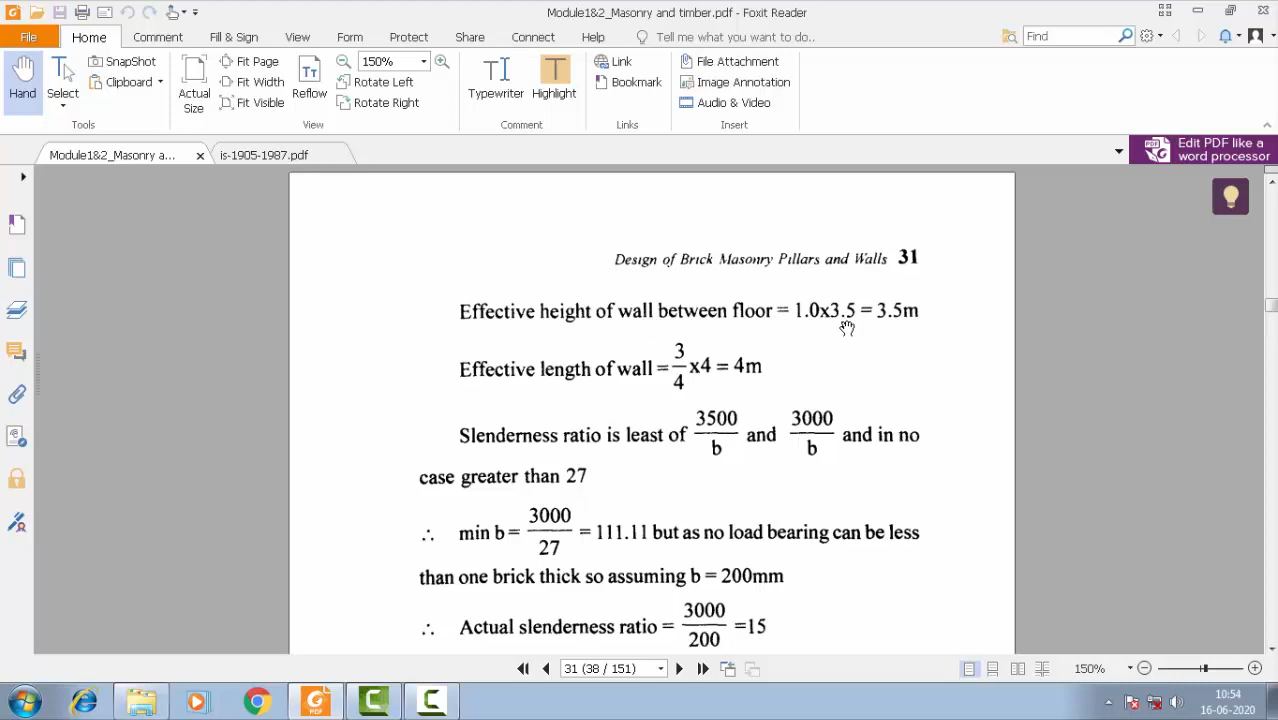 Module1&2_Masonry and timber.pdf - Foxit Reader
File Home Comment Fill & Sign View Form Protect Share Connect Help Tell me what you want to do.. Find
Hand
Select
SnapShot
Clipboard
Tools
Actual Size
Fit Page
Fit Width
Fit Visible
Reflow
150%
Rotate Left
Rotate Right
View
Typewriter
Highlight
Comment
Link
Bookmark
Links
File Attachment
Image Annotation
Audio & Video
Insert
Module1&2_Masonry a... is-1905-1987.pdf
Edit PDF like a
word processor
Design of Brick Masonry Pillars and Walls 31
Effective height of wall between floor = 1.0x3.5 = 3.5m
Effective length of wall = 3/4 x4 = 4m
Slenderness ratio is least of 3500/b and 3000/b and in no
case greater than 27
∴ min b = 3000/27 = 111.11 but as no load bearing can be less
than one brick thick so assuming b = 200mm
∴ Actual slenderness ratio = 3000/200 =15
31 (38 / 151)
150%
10:54
16-06-2020